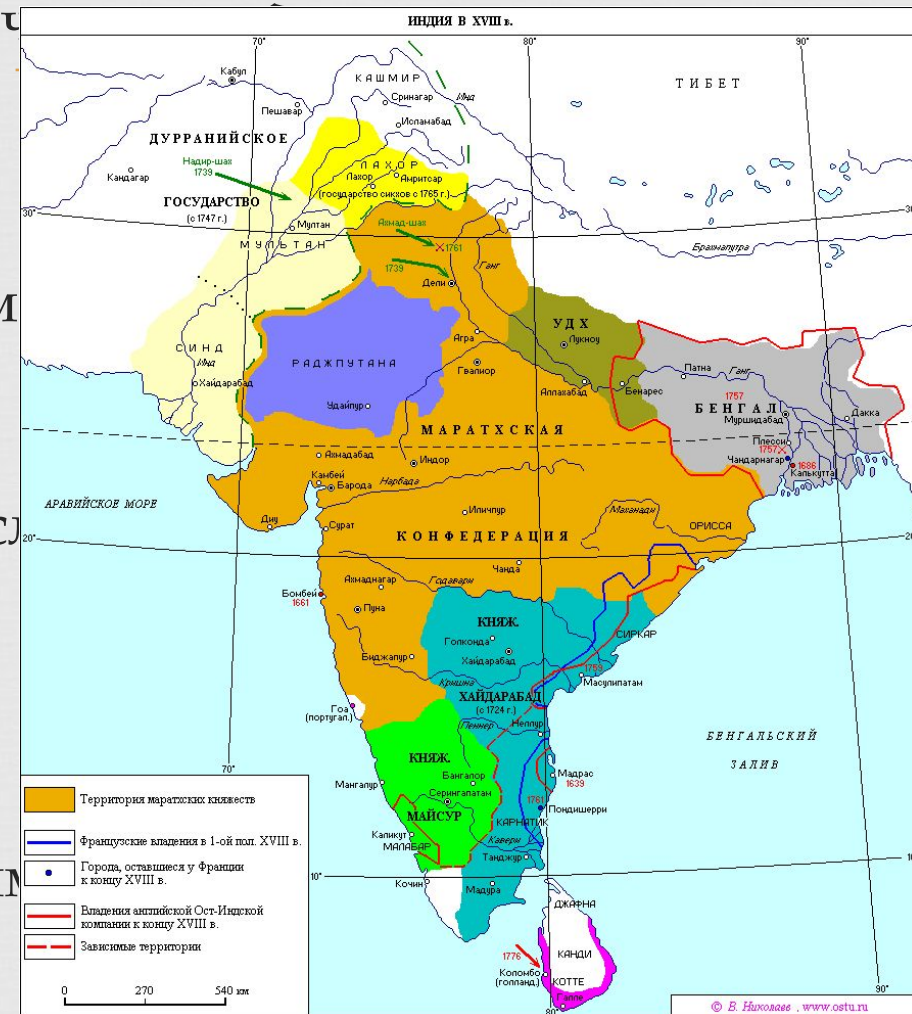 ИНДИЯ В XVIII в.
70°
80°
90°
Кабул
КАШМИР
Сринагар
Инд
ТИБЕТ
Пешавар
Исламабад
ДУРРАНИЙСКОЕ
Надир-шах
1739
ЛАХОР
Лахор
Амритсар
(государство сикхов с 1765 г.)
Кандагар
ГОСУДАРСТВО
(с 1747 г.)
30°
Мултан
МУЛЬТАН
Ахмад-шах
1761
1739
Дели
Ганг
Брахмапутра
СИНД
Инд
Хайдарабад
РАДЖПУТАНА
Удайпур
Агра
Гвалиор
УДХ
Лукноу
Аллахабад
Бенарес
Патна
Ганг
1757
БЕНГАЛ
Муршидабад
Дакка
Плесси
1757
Чандарнагар
1686
Калькутта
МАРАТХСКАЯ
Ахмадабад
Индор
Камбей
Барода
Нарбада
АРАВИЙСКОЕ МОРЕ
Диу
Сурат
Иличпур
Маханади
ОРИССА
КОНФЕДЕРАЦИЯ
20°
20°
Чанда
Ахмаднагар
Годавари
Бомбей
1661
Пуна
КНЯЖ.
Голконда
Хайдарабад
СИРКАР
Биджапур
Кришна
1759
Масулипатам
ХАЙДАРАБАД
(с 1724 г.)
Гоа
(португал.)
Пеннер
Неллур
БЕНГАЛЬСКИЙ
ЗАЛИВ
70°
КНЯЖ.
Бангалор
Мангалур
Серингапатам
Мадрас
1639
МАЙСУР
1761
Пондишерри
КАРНАТИК
Каликут
МАЛАБАР
Кавери
Танджур
10°
10°
Кочин
Мадура
ДЖАФНА
КАНДИ
1776
Коломбо
(голланд.)
КОТТЕ
Галле
80°
90°
Территория маратхских княжеств
Французские владения в 1-ой пол. XVIII в.
Города, оставшиеся у Франции
к концу XVIII в.
Владения английской Ост-Индской
компании к концу XVIII в.
Зависимые территории
0 270 540 км
© В. Николаев , www.ostu.ru